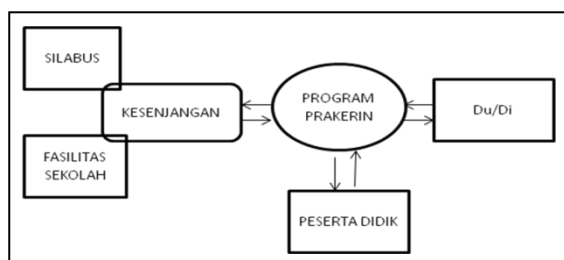 SILABUS
KESENJANGAN
FASILITAS
SEKOLAH
PROGRAM
PRAKERIN
Du/Di
PESERTA DIDIK